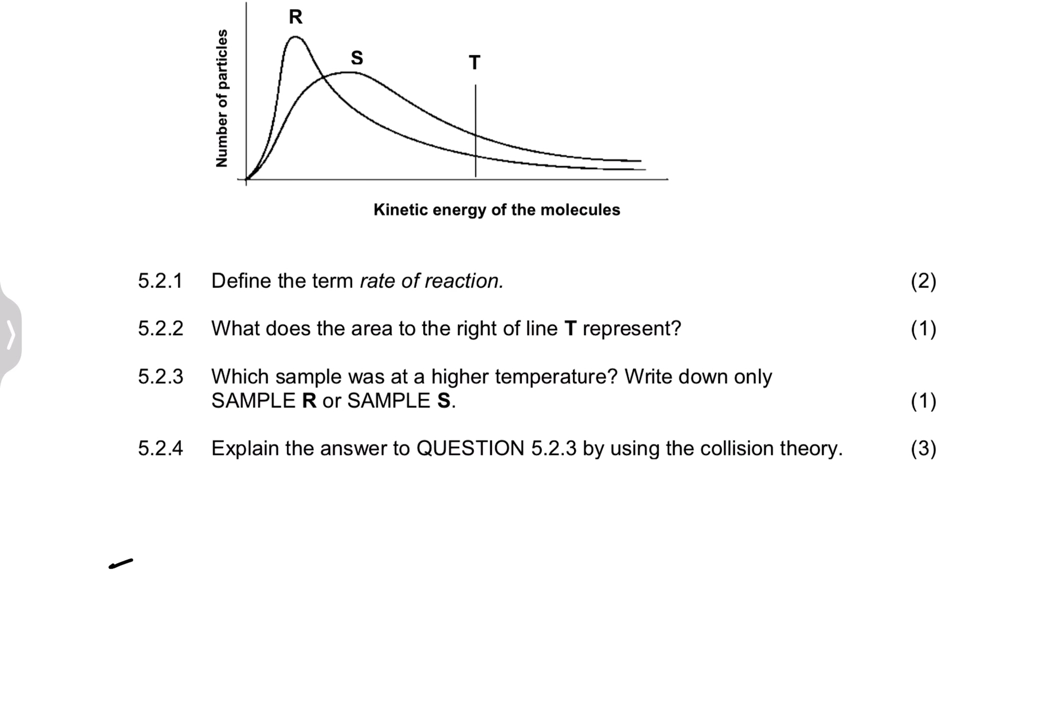 R
S
T
Number of particles
Kinetic energy of the molecules
5.2.1 Define the term rate of reaction. (2)
5.2.2 What does the area to the right of line T represent? (1)
5.2.3 Which sample was at a higher temperature? Write down only
SAMPLE R or SAMPLE S. (1)
5.2.4 Explain the answer to QUESTION 5.2.3 by using the collision theory. (3)